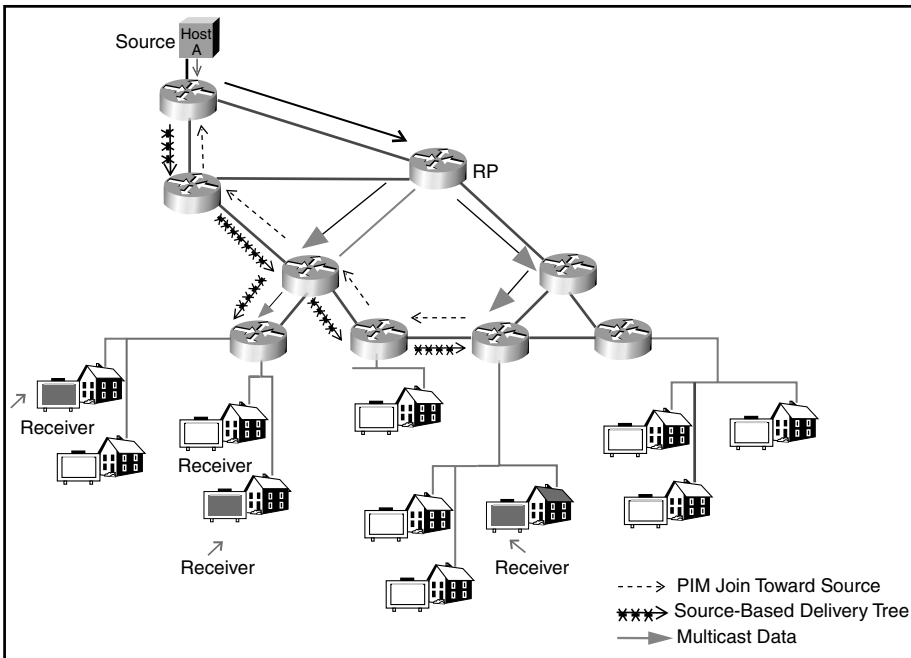 Source
Host
A
RP
Receiver
Receiver
Receiver
Receiver
PIM Join Toward Source
Source-Based Delivery Tree
Multicast Data